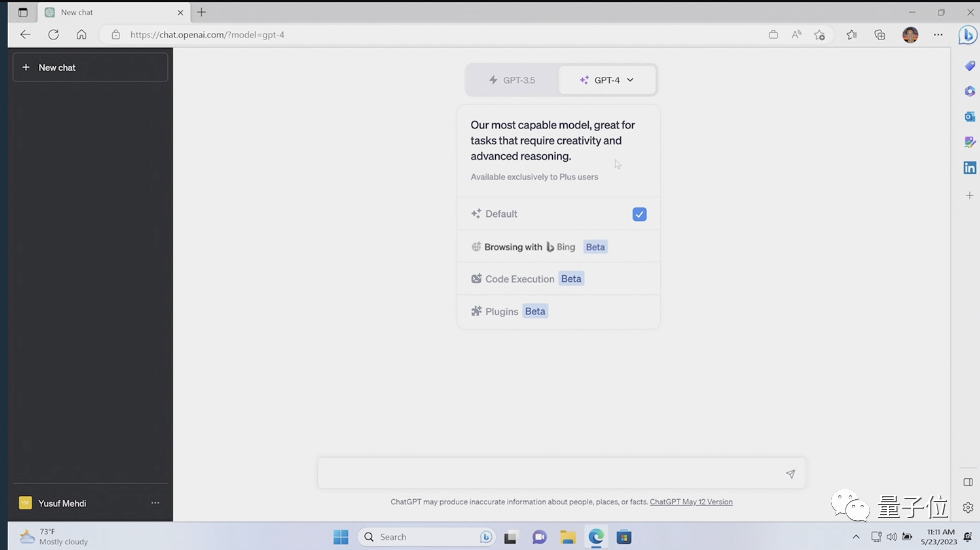 New chat
https://chat.openai.com/?model=gpt-4
New chat
GPT-3.5
GPT-4
Our most capable model, great for
tasks that require creativity and
advanced reasoning.
Available exclusively to Plus users
Default
Browsing with Bing Beta
Code Execution Beta
Plugins Beta
Yusuf Mehdi
ChatGPT may produce inaccurate information about people, places, or facts. ChatGPT May 12 Version
量子位
73°F
Mostly cloudy
Search
11:11 AM
5/23/2023